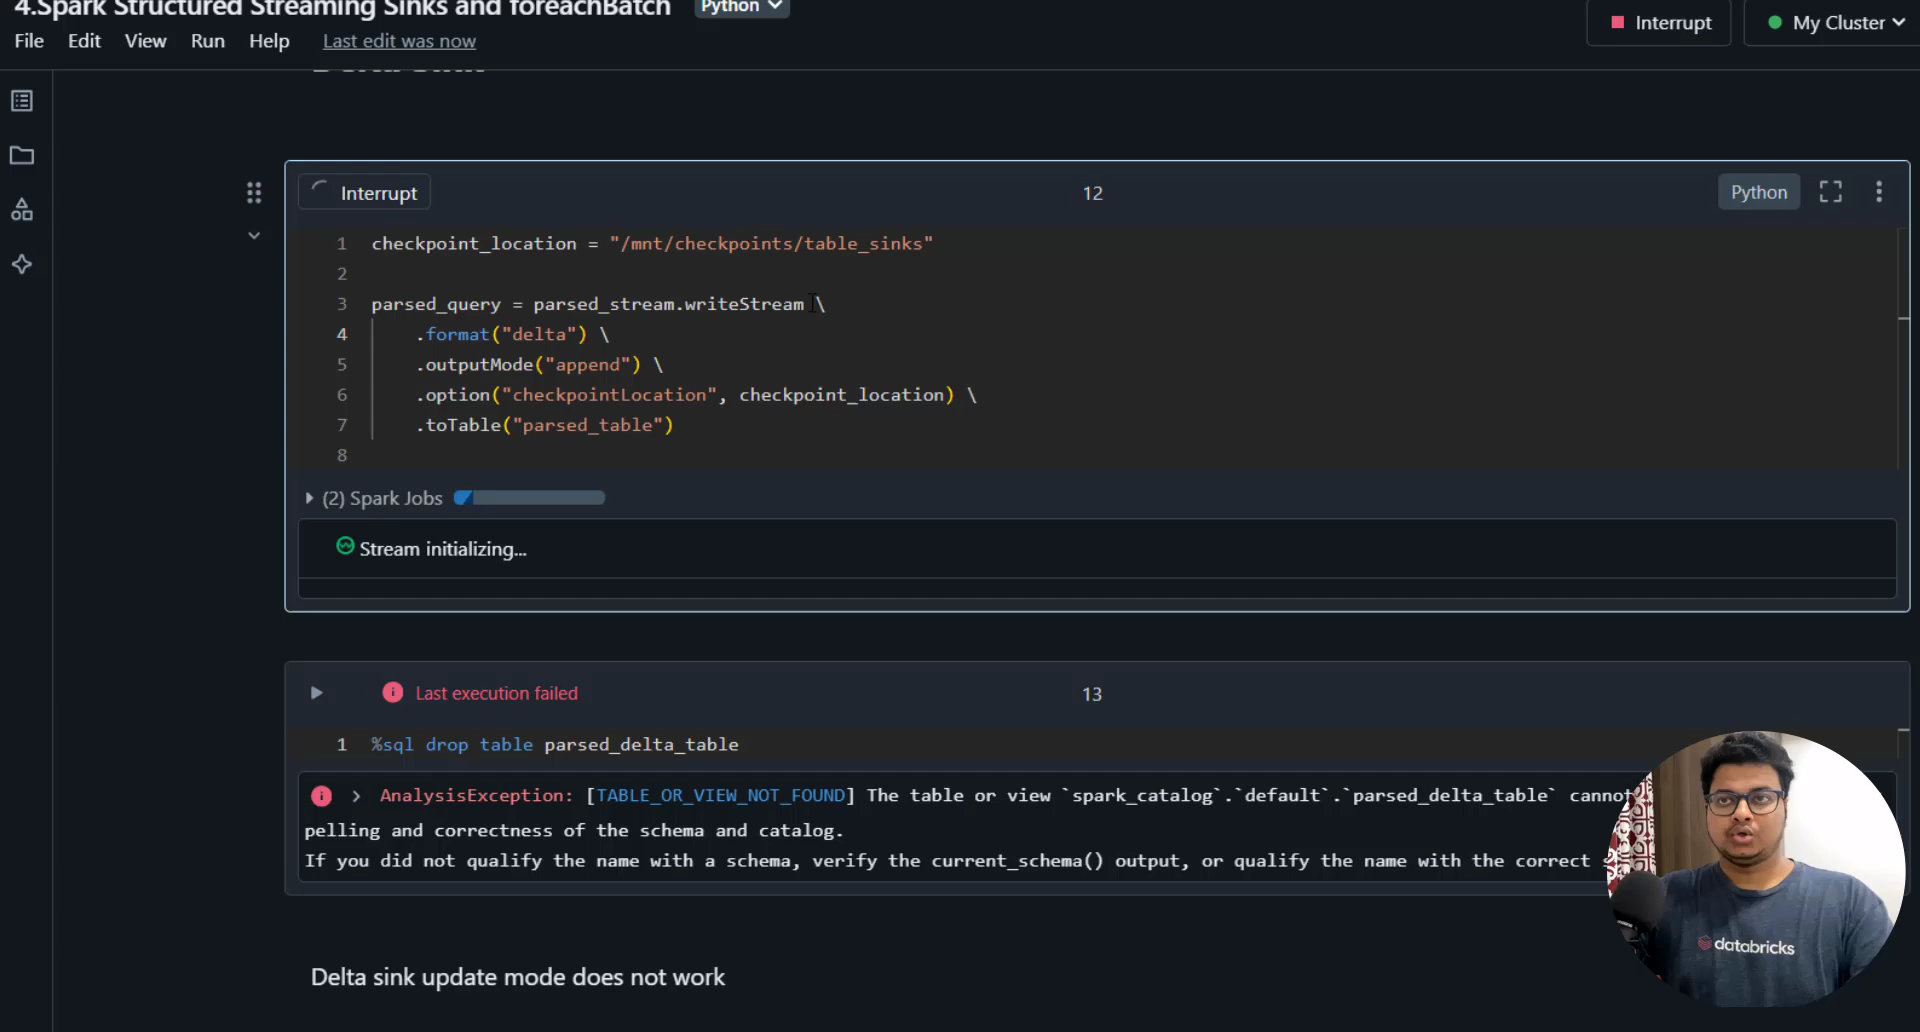 4.Spark Structured Streaming Sinks and foreachBatch Python
Interrupt My Cluster
File Edit View Run Help Last edit was now
Delta Sink
Interrupt 12 Python
1 checkpoint_location = "/mnt/checkpoints/table_sinks"
2
3 parsed_query = parsed_stream.writeStream \
4 .format("delta") \
5 .outputMode("append") \
6 .option("checkpointLocation", checkpoint_location) \
7 .toTable("parsed_table")
8
(2) Spark Jobs
Stream initializing...
Last execution failed 13
1 %sql drop table parsed_delta_table
AnalysisException: [TABLE_OR_VIEW_NOT_FOUND] The table or view `spark_catalog`.`default`.`parsed_delta_table` cannot
pelling and correctness of the schema and catalog.
If you did not qualify the name with a schema, verify the current_schema() output, or qualify the name with the correct
databricks
Delta sink update mode does not work